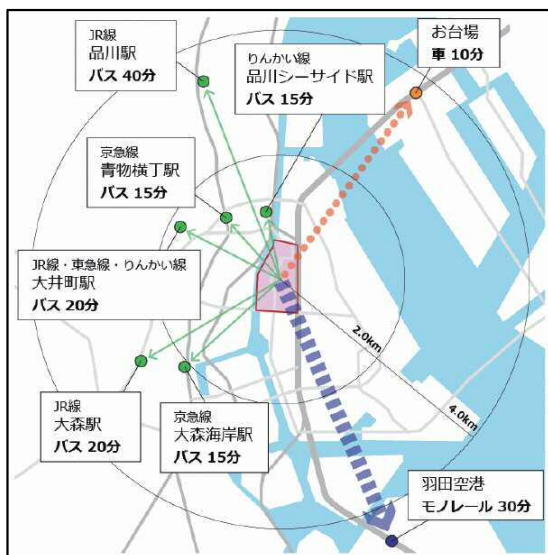 JR線
品川駅
バス 40分
りんかい線
品川シーサイド駅
バス 15分
お台場
車 10分
京急線
青物横丁駅
バス 15分
JR線・東急線・りんかい線
大井町駅
バス 20分
2.0km
4.0km
JR線
大森駅
バス 20分
京急線
大森海岸駅
バス 15分
羽田空港
モノレール 30分